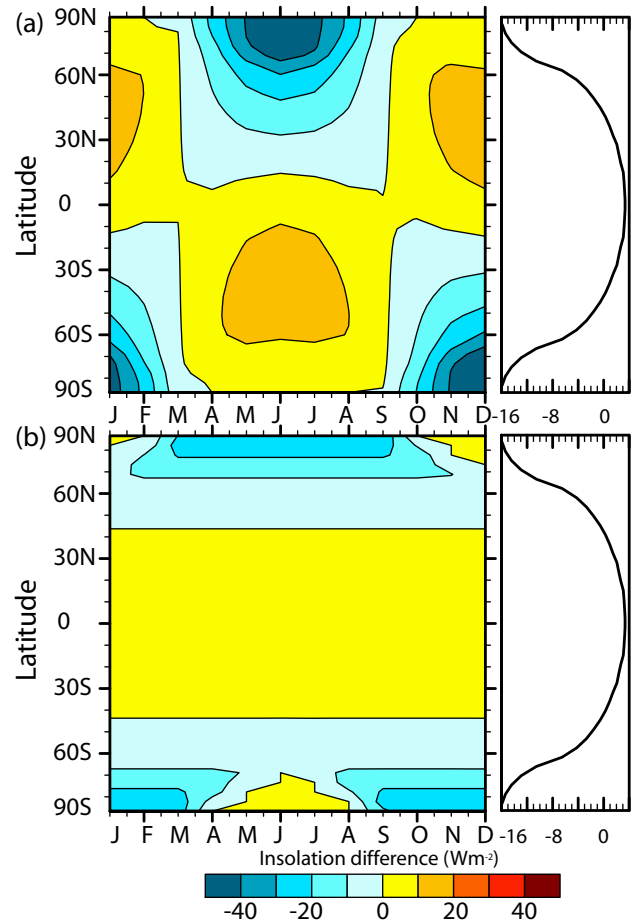 (a)
90N
60N
30N
0
30S
60S
90S
Latitude
J F M A M J J A S O N D
-16 -8 0
(b)
90N
60N
30N
0
30S
60S
90S
Latitude
J F M A M J J A S O N D
-16 -8 0
Insolation difference (Wm-2)
-40 -20 0 20 40